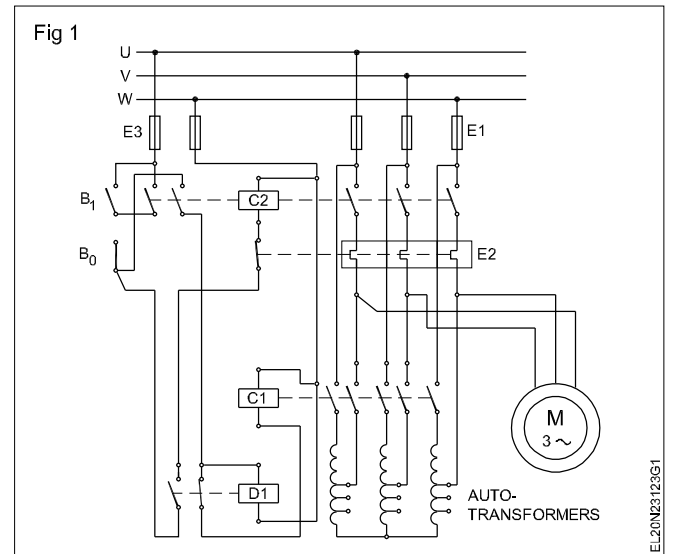 Fig 1
U
V
W
E3
E1
B1
C2
B0
E2
C1
M
3 ~
D1
AUTO-
TRANSFORMERS
EL20N23123G1